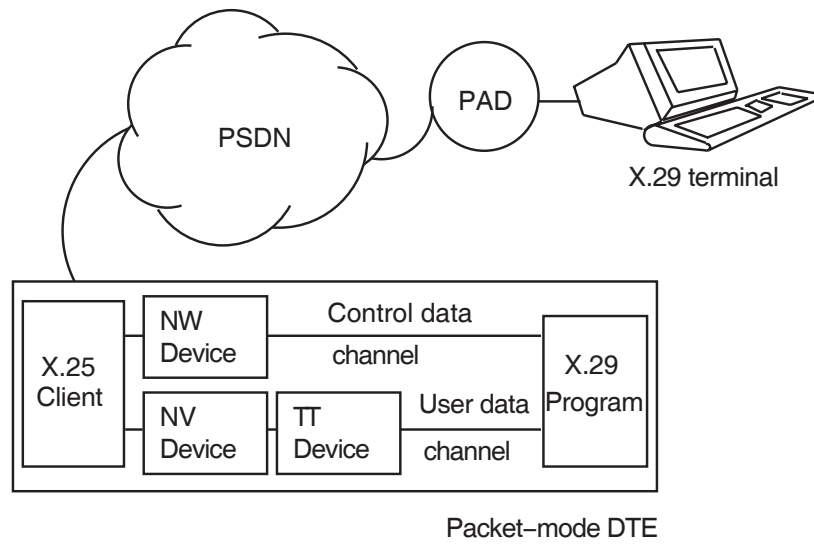 PSDN
PAD
X.29 terminal
X.25
Client
NW
Device
Control data
channel
NV
Device
TT
Device
User data
channel
X.29
Program
Packet–mode DTE